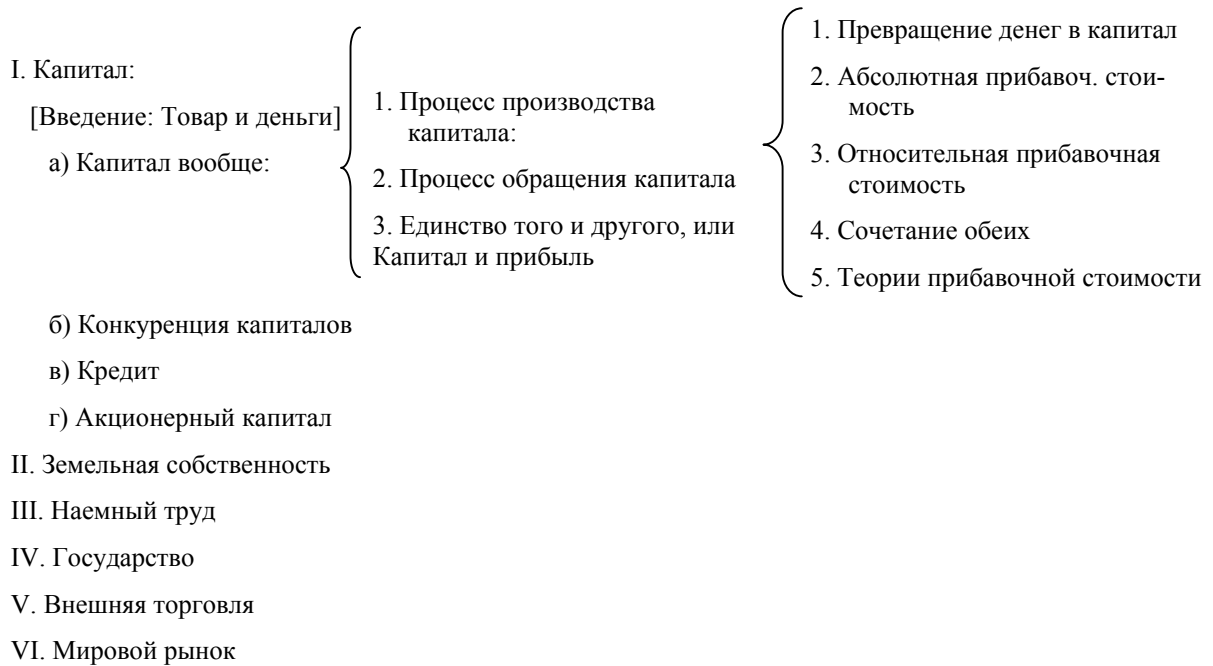 I. Капитал:
[Введение: Товар и деньги]
а) Капитал вообще:
1. Процесс производства
капитала:
2. Процесс обращения капитала
3. Единство того и другого, или
Капитал и прибыль
1. Превращение денег в капитал
2. Абсолютная прибавоч. стои-
мость
3. Относительная прибавочная
стоимость
4. Сочетание обеих
5. Теории прибавочной стоимости
б) Конкуренция капиталов
в) Кредит
г) Акционерный капитал
II. Земельная собственность
III. Наемный труд
IV. Государство
V. Внешняя торговля
VI. Мировой рынок